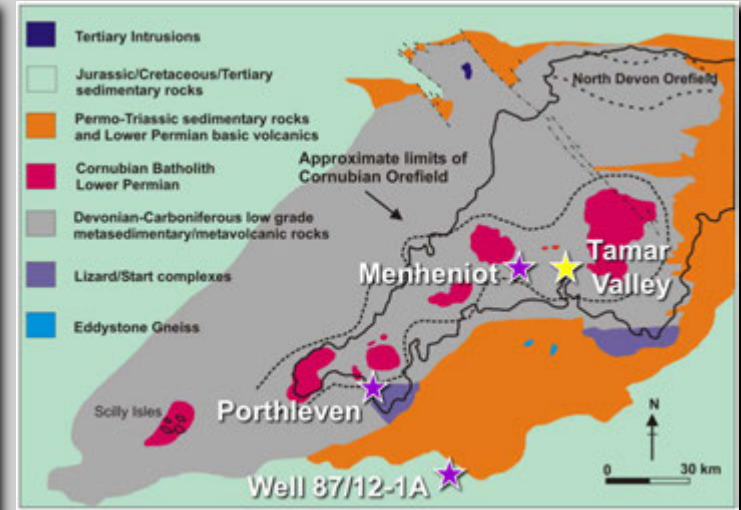 Tertiary Intrusions
Jurassic/Cretaceous/Tertiary
sedimentary rocks
Permo-Triassic sedimentary rocks
and Lower Permian basic volcanics
Cornubian Batholith
Lower Permian
Devonian-Carboniferous low grade
metasedimentary/metavolcanic rocks
Lizard/Start complexes
Eddystone Gneiss
North Devon Orefield
Approximate limits of
Cornubian Orefield
Menheniot
Tamar
Valley
Scilly Isles
Porthleven
Well 87/12-1A
N
0 30 km